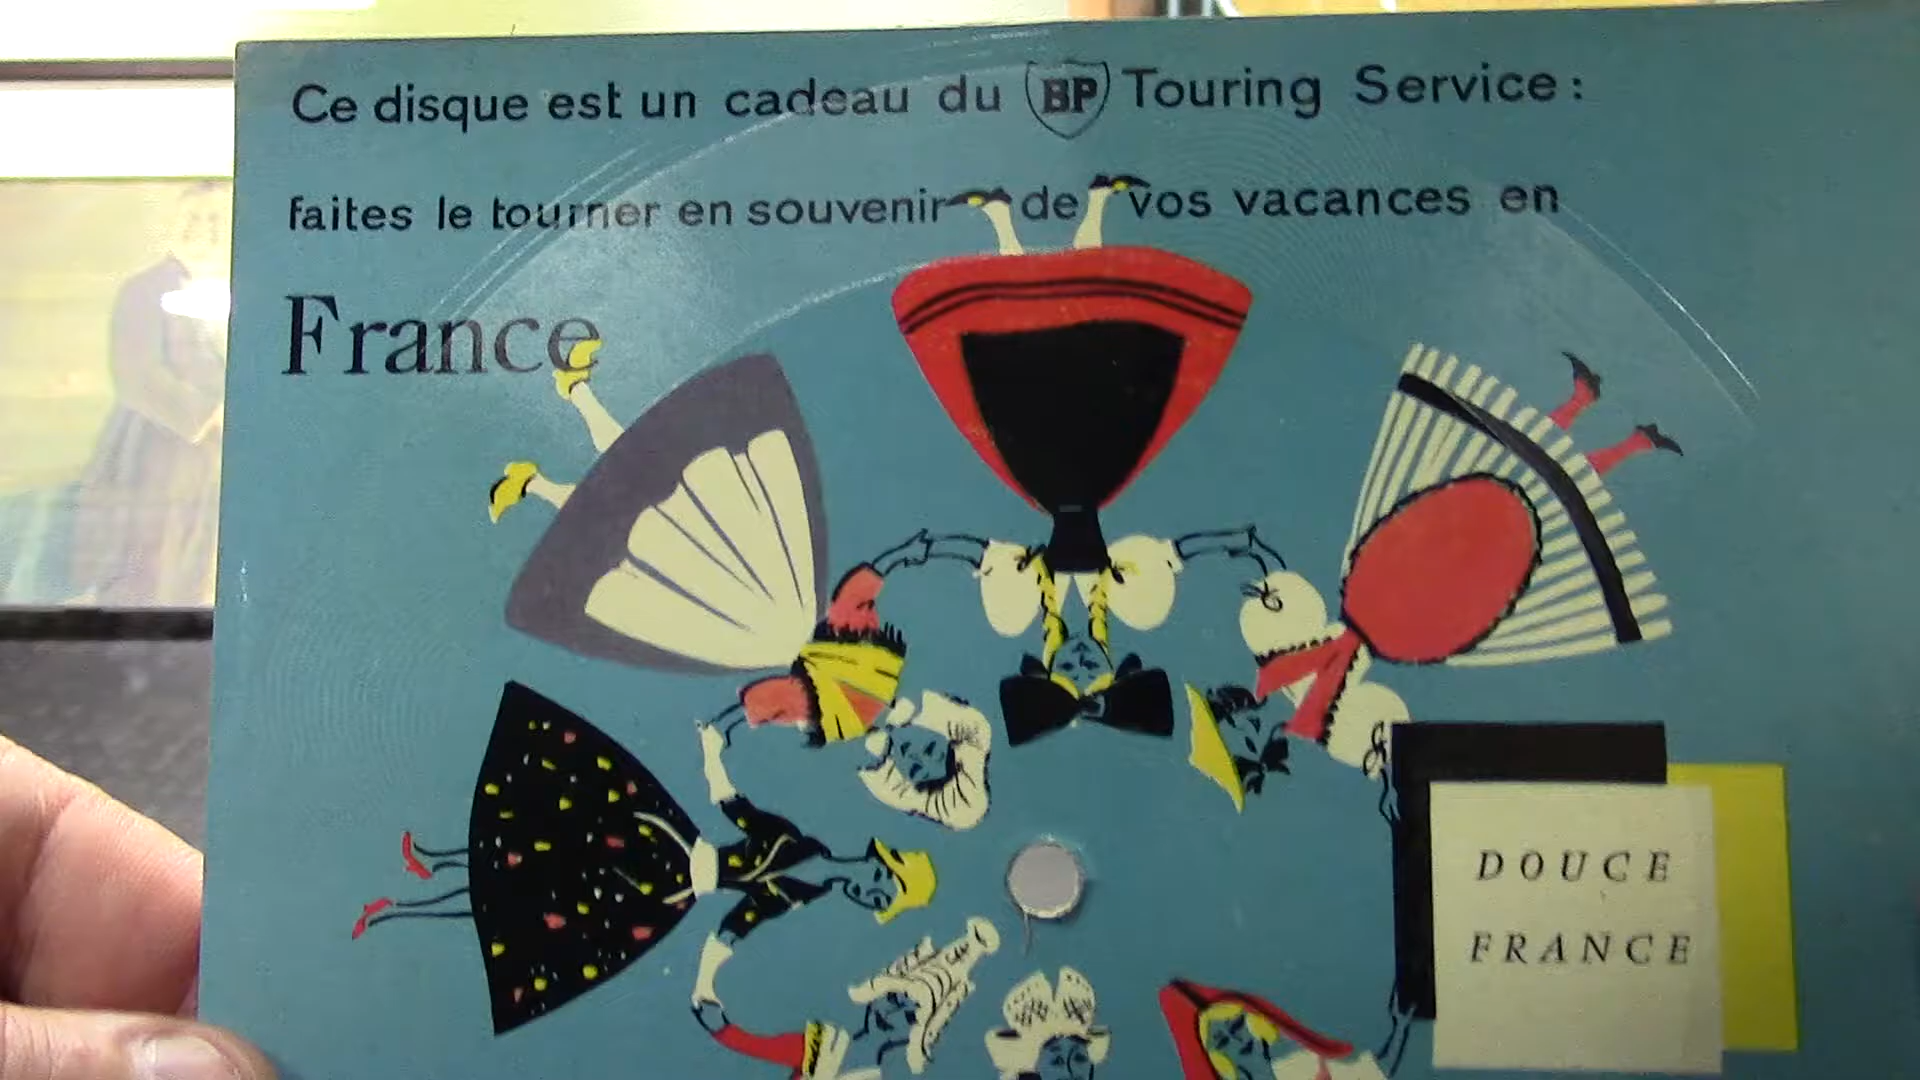 Ce disque est un cadeau du BP Touring Service :
faites le tourner en souvenir de vos vacances en
France
DOUCE
FRANCE